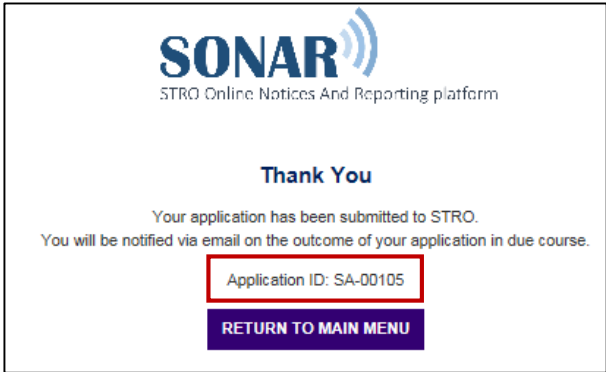 SONAR
STRO Online Notices And Reporting platform
Thank You
Your application has been submitted to STRO.
You will be notified via email on the outcome of your application in due course.
Application ID: SA-00105
RETURN TO MAIN MENU